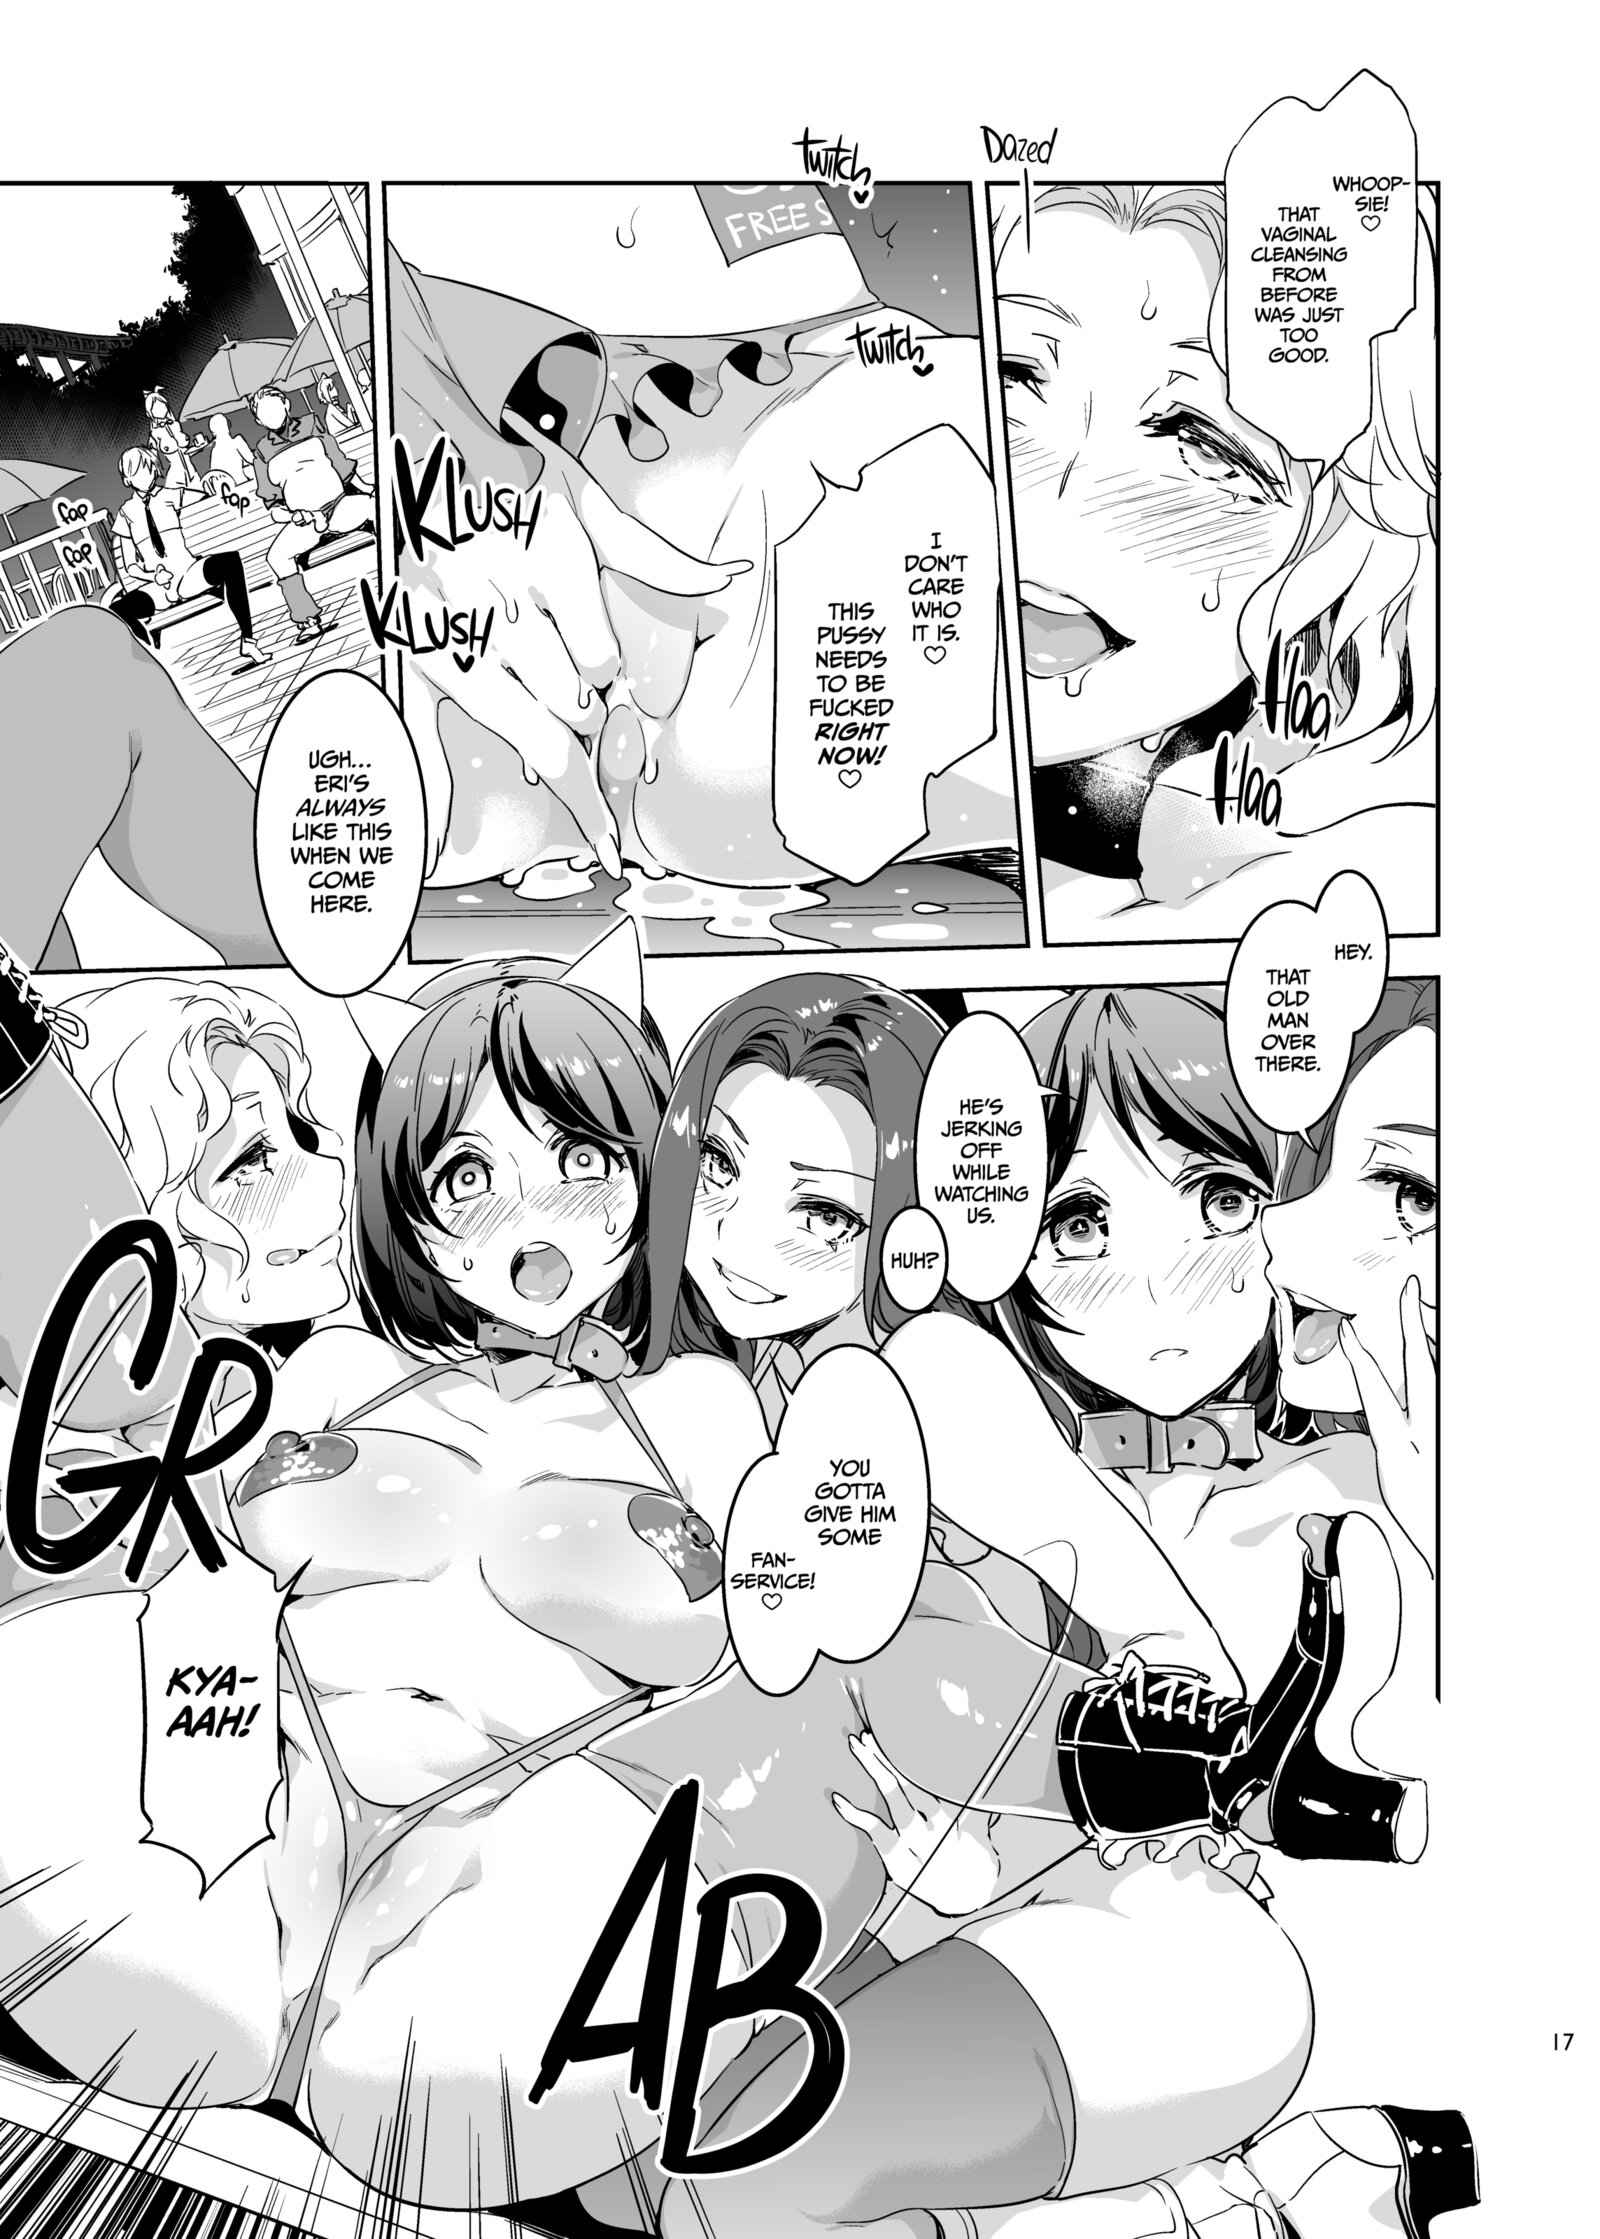 WHOOP-
SIE!
♡
THAT
VAGINAL
CLEANSING
FROM
BEFORE
WAS JUST
TOO
GOOD.
Dazed
Haa
Haa
twitch
♥
twitch
♥
FREE S
I
DON'T
CARE
WHO
IT IS.
♡
THIS
PUSSY
NEEDS
TO BE
FUCKED
RIGHT
NOW!
♡
KLUSH
KLUSH
♥
fap
fap
fap
UGH...
ERI'S
ALWAYS
LIKE THIS
WHEN WE
COME
HERE.
HEY.
THAT
OLD
MAN
OVER
THERE.
HE'S
JERKING
OFF
WHILE
WATCHING
US.
HUH?
YOU
GOTTA
GIVE HIM
SOME
FAN-
SERVICE!
♡
GR
AB
KYA-
AAH!
17